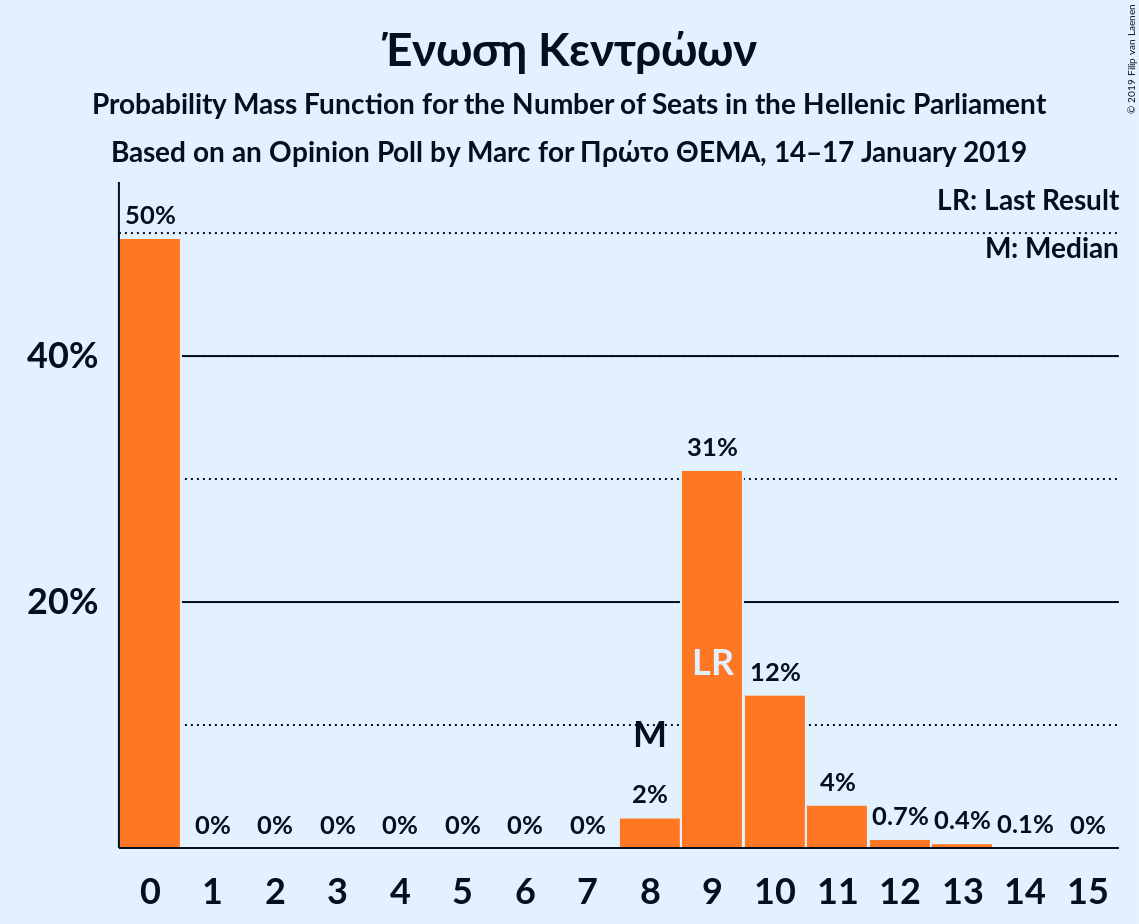 Ένωση Κεντρώων
Probability Mass Function for the Number of Seats in the Hellenic Parliament
Based on an Opinion Poll by Marc for Πρώτο ΘΕΜΑ, 14–17 January 2019
© 2019 Filip van Laenen
LR: Last Result
M: Median
50%
40%
31%
20%
LR
12%
M
4%
2%
0% 0% 0% 0% 0% 0% 0% 0.7% 0.4% 0.1% 0%
0 1 2 3 4 5 6 7 8 9 10 11 12 13 14 15